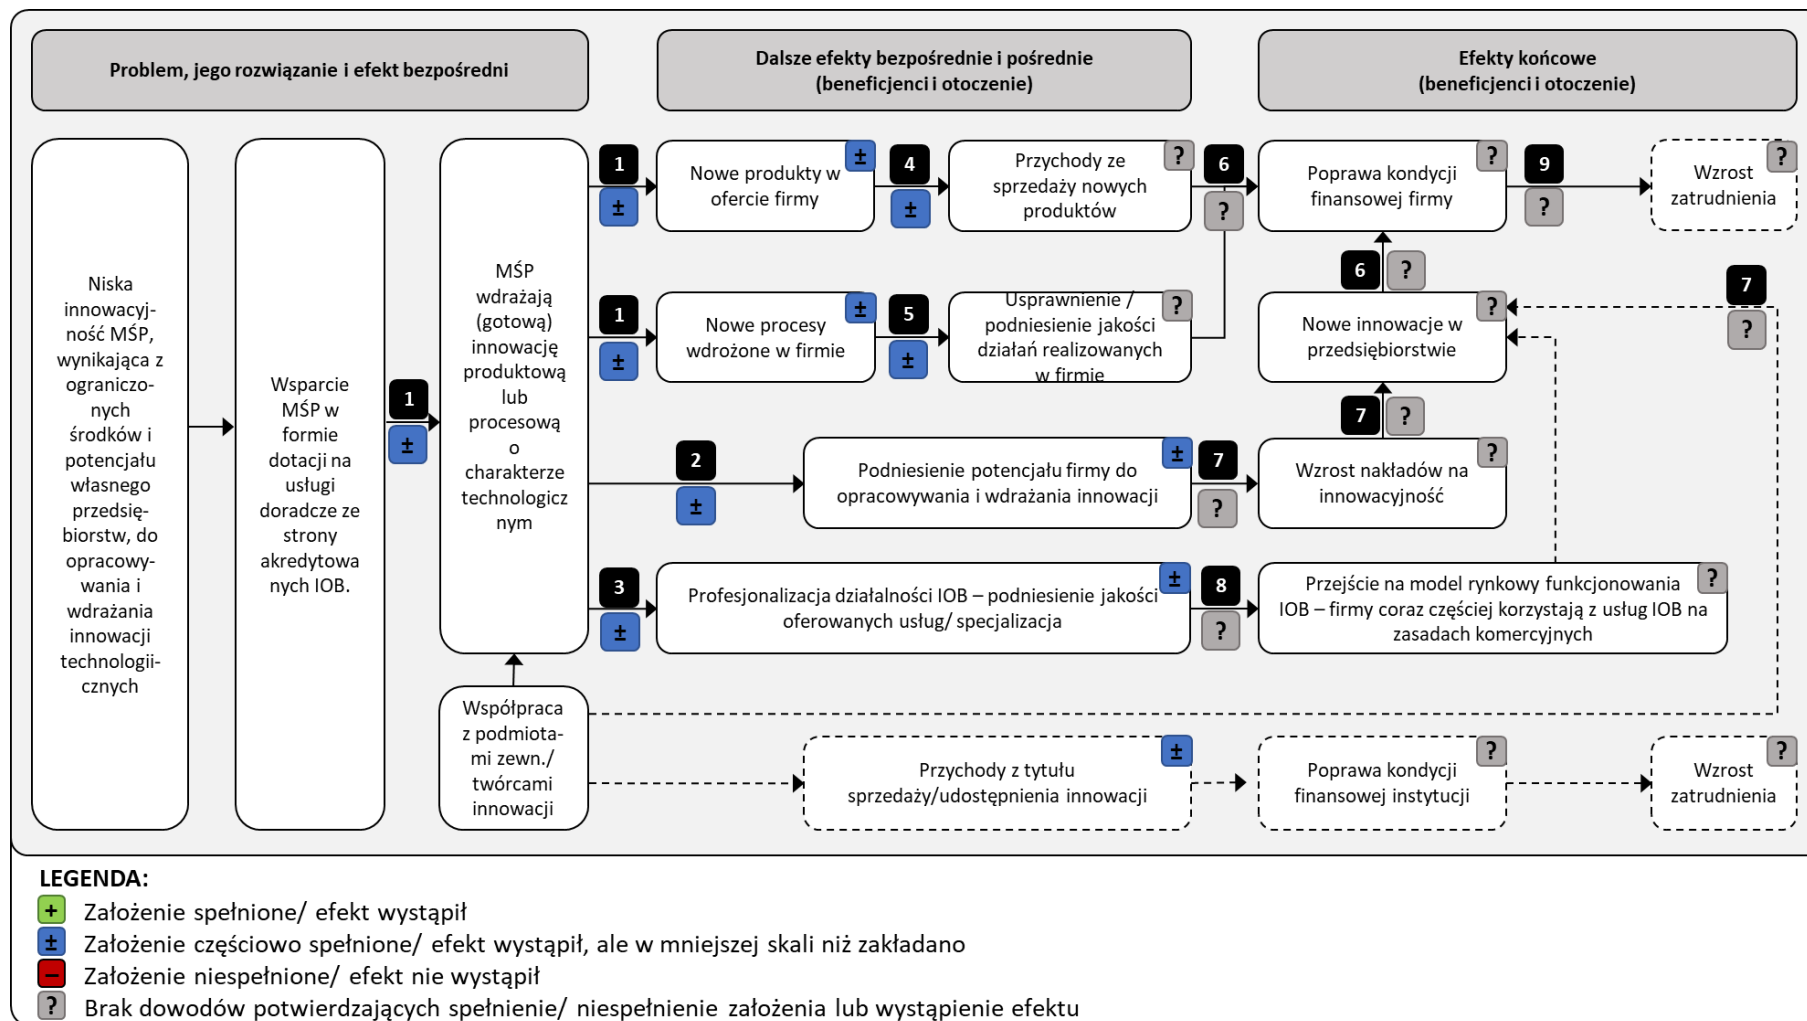 Problem, jego rozwiązanie i efekt bezpośredni
Dalsze efekty bezpośrednie i pośrednie
(beneficjenci i otoczenie)
Efekty końcowe
(beneficjenci i otoczenie)
Niska
innowacyj-
ność MŚP,
wynikająca z
ograniczo-
nych
środków i
potencjału
własnego
przedsię-
biorstw, do
opracowy-
wania i
wdrażania
innowacji
technologii-
cznych
Wsparcie
MŚP w
formie
dotacji na
usługi
doradcze ze
strony
akredytowa
nych IOB.
1
±
MŚP
wdrażają
(gotową)
innowację
produktową
lub
procesową
o
charakterze
technologicz
nym
Współpraca
z podmiota-
mi zewn./
twórcami
innowacji
1
±
Nowe produkty w
ofercie firmy
±
4
±
Przychody ze
sprzedaży nowych
produktów
?
6
?
Poprawa kondycji
finansowej firmy
?
9
?
Wzrost
zatrudnienia
?
1
±
Nowe procesy
wdrożone w firmie
±
5
±
Usprawnienie /
podniesienie jakości
działań realizowanych
w firmie
?
6
?
Nowe innowacje w
przedsiębiorstwie
?
7
?
2
±
Podniesienie potencjału firmy do
opracowywania i wdrażania innowacji
±
7
?
7
?
Wzrost nakładów na
innowacyjność
?
3
±
Profesjonalizacja działalności IOB – podniesienie jakości
oferowanych usług/ specjalizacja
±
8
?
Przejście na model rynkowy funkcjonowania
IOB – firmy coraz częściej korzystają z usług IOB na
zasadach komercyjnych
?
Przychody z tytułu
sprzedaży/udostępnienia innowacji
±
Poprawa kondycji
finansowej instytucji
?
Wzrost
zatrudnienia
?
LEGENDA:
+ Założenie spełnione/ efekt wystąpił
± Założenie częściowo spełnione/ efekt wystąpił, ale w mniejszej skali niż zakładano
– Założenie niespełnione/ efekt nie wystąpił
? Brak dowodów potwierdzających spełnienie/ niespełnienie założenia lub wystąpienie efektu